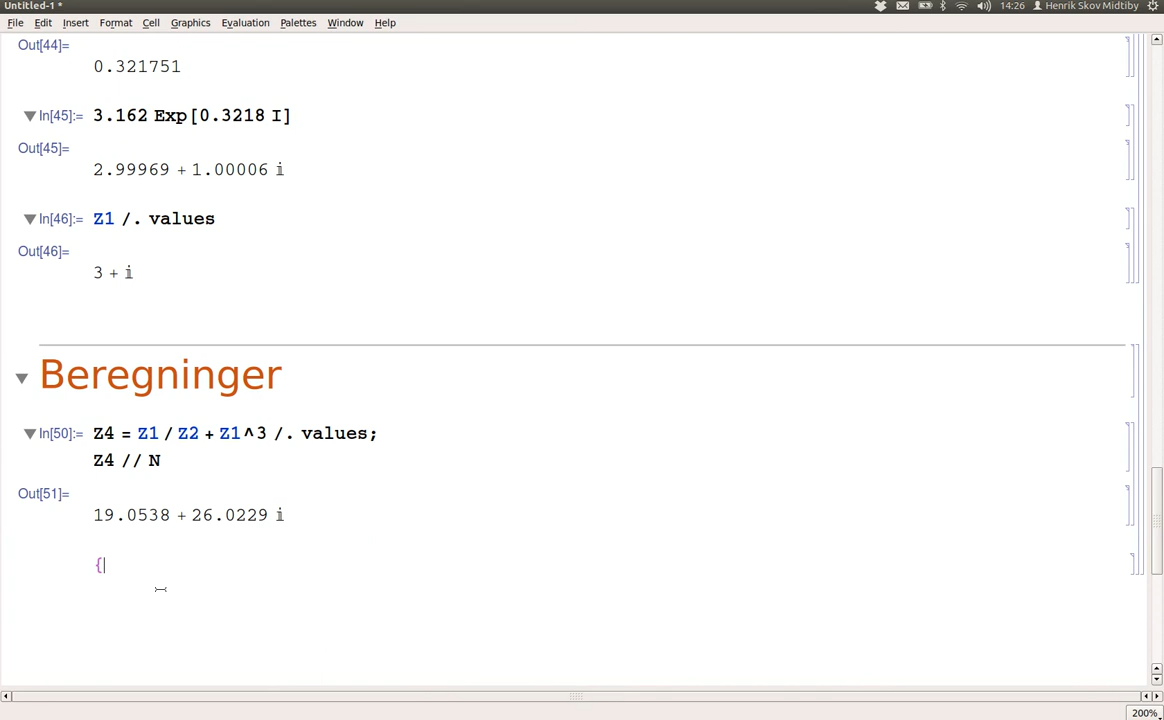 Untitled-1 *
14:26 Henrik Skov Midtiby
File Edit Insert Format Cell Graphics Evaluation Palettes Window Help
Out[44]=
0.321751
In[45]:= 3.162 Exp[0.3218 I]
Out[45]=
2.99969 + 1.00006 ⅈ
In[46]:= Z1 /. values
Out[46]=
3 + ⅈ
Beregninger
In[50]:= Z4 = Z1 / Z2 + Z1^3 /. values;
Z4 // N
Out[51]=
19.0538 + 26.0229 ⅈ
{
200%